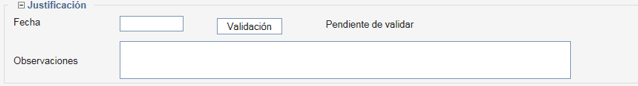 Justificación
Fecha Validación Pendiente de validar
Observaciones